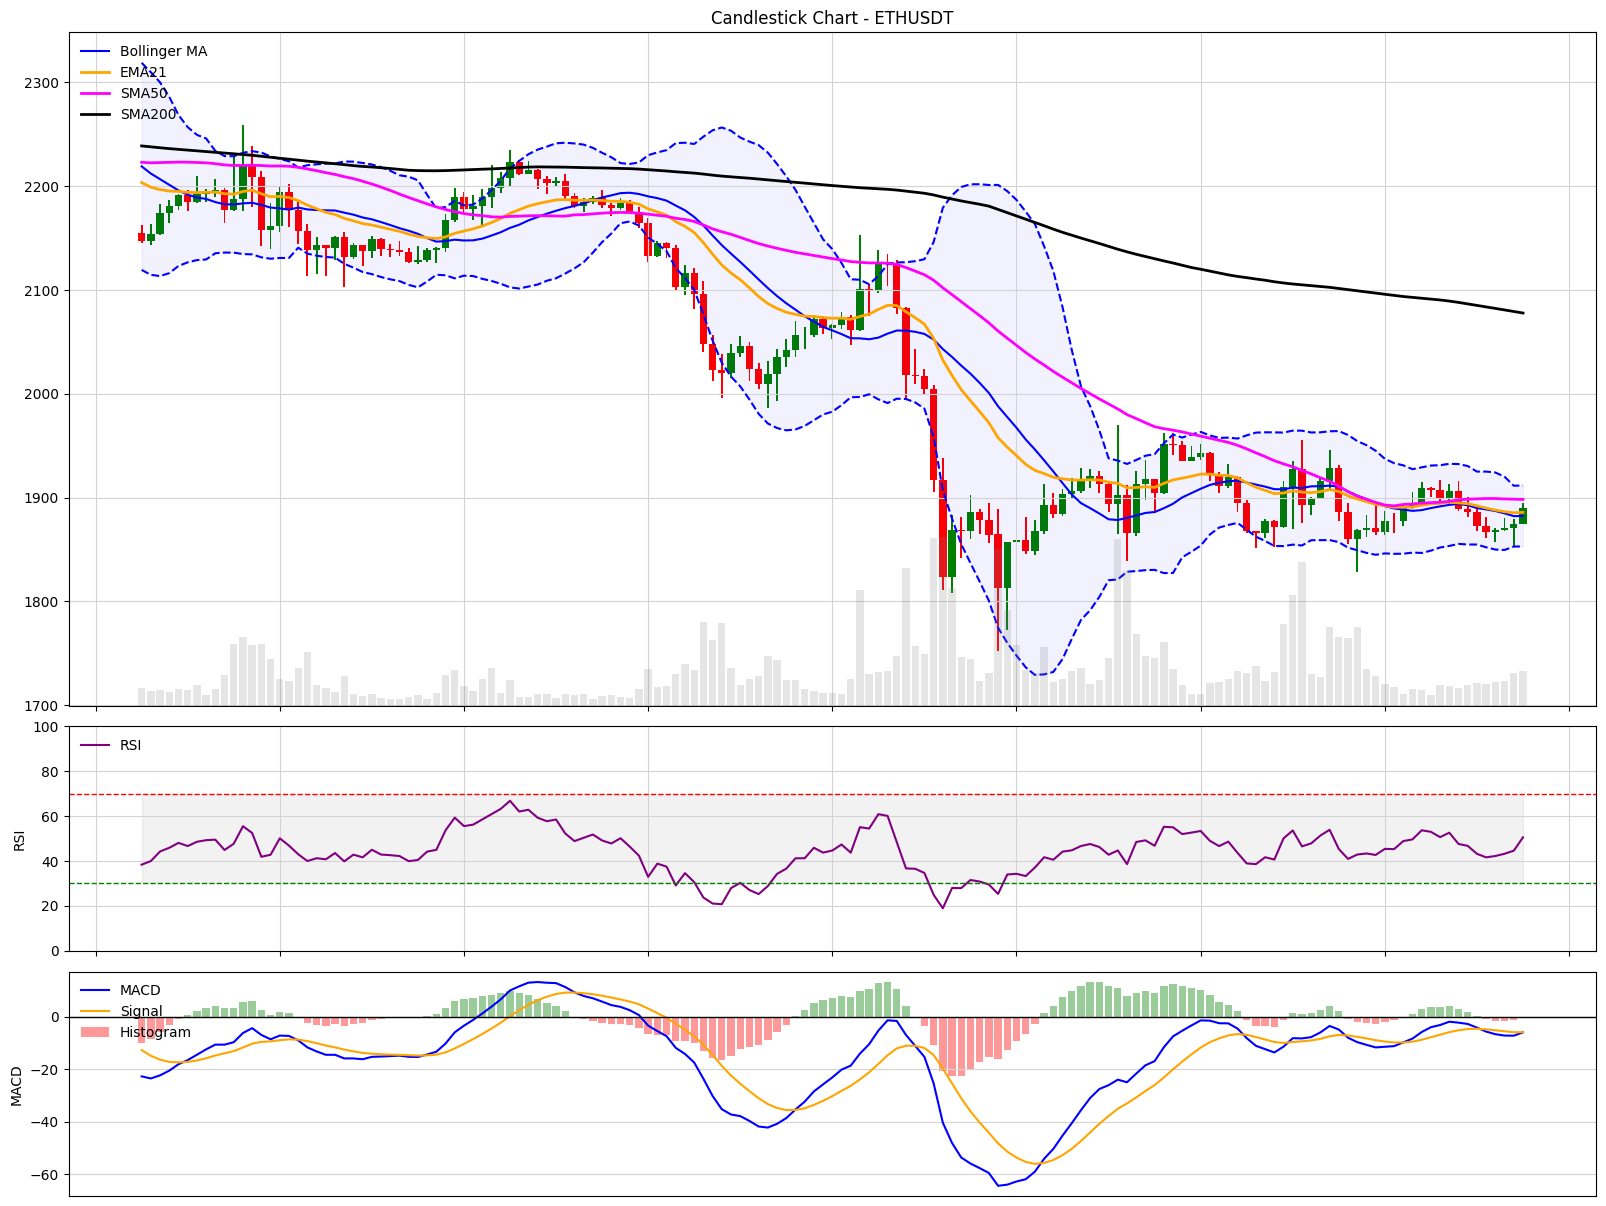 Candlestick Chart - ETHUSDT
Bollinger MA
EMA21
SMA50
SMA200
2300
2200
2100
2000
1900
1800
1700
RSI
100
80
60
40
20
0
RSI
MACD
Signal
Histogram
0
−20
−40
−60
MACD